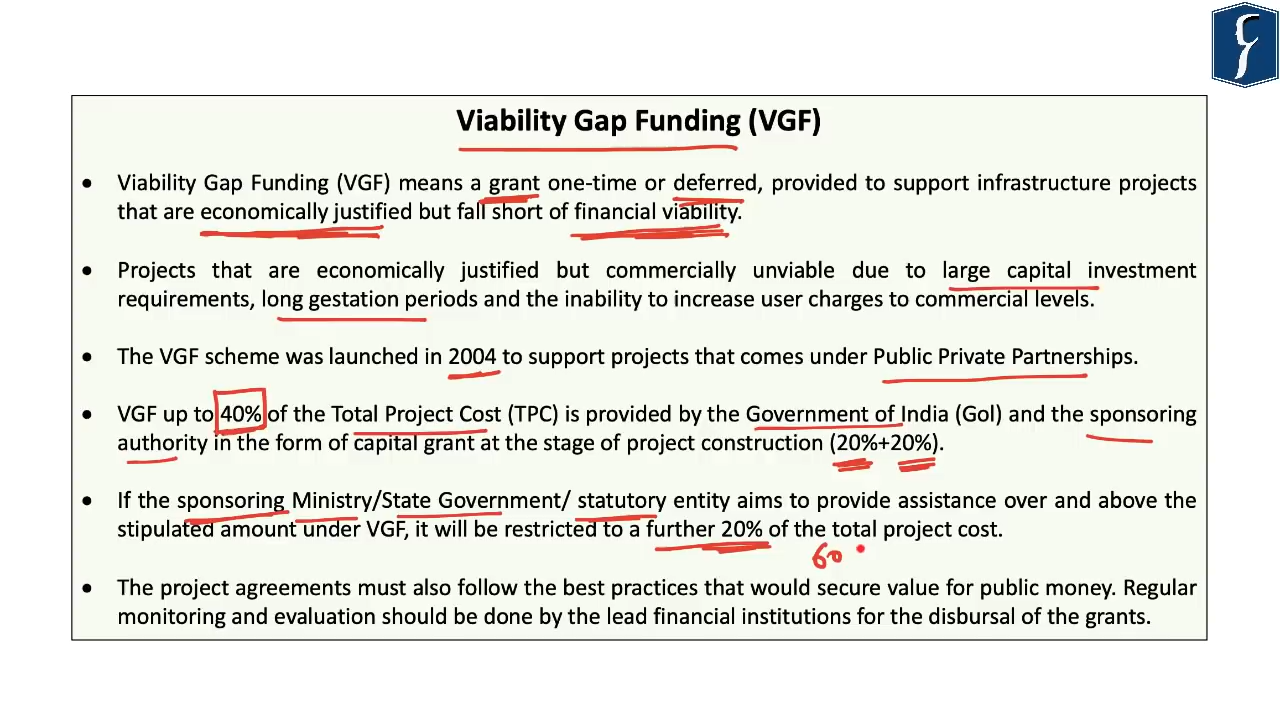 Viability Gap Funding (VGF)
• Viability Gap Funding (VGF) means a grant one-time or deferred, provided to support infrastructure projects
that are economically justified but fall short of financial viability.
• Projects that are economically justified but commercially unviable due to large capital investment
requirements, long gestation periods and the inability to increase user charges to commercial levels.
• The VGF scheme was launched in 2004 to support projects that comes under Public Private Partnerships.
• VGF up to 40% of the Total Project Cost (TPC) is provided by the Government of India (GoI) and the sponsoring
authority in the form of capital grant at the stage of project construction (20%+20%).
• If the sponsoring Ministry/State Government/ statutory entity aims to provide assistance over and above the
stipulated amount under VGF, it will be restricted to a further 20% of the total project cost.
60
• The project agreements must also follow the best practices that would secure value for public money. Regular
monitoring and evaluation should be done by the lead financial institutions for the disbursal of the grants.